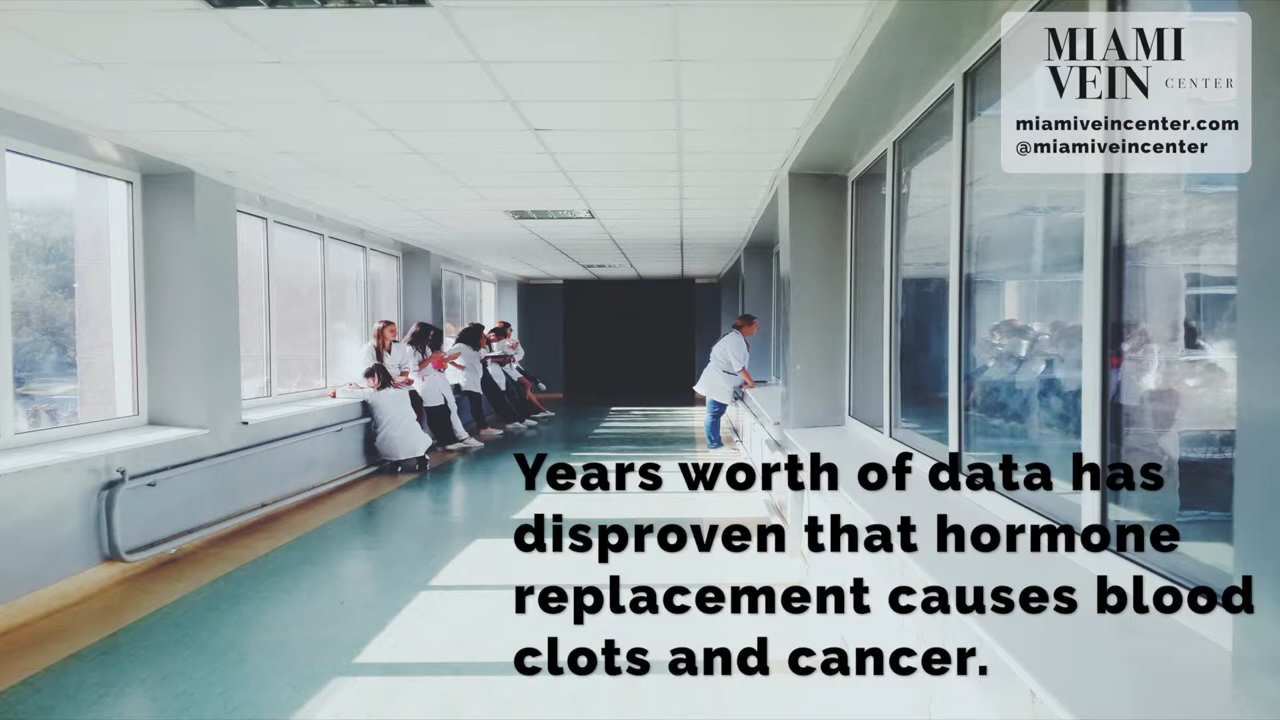 MIAMI
VEIN CENTER
miamiveincenter.com
@miamiveincenter
Years worth of data has
disproven that hormone
replacement causes blood
clots and cancer.